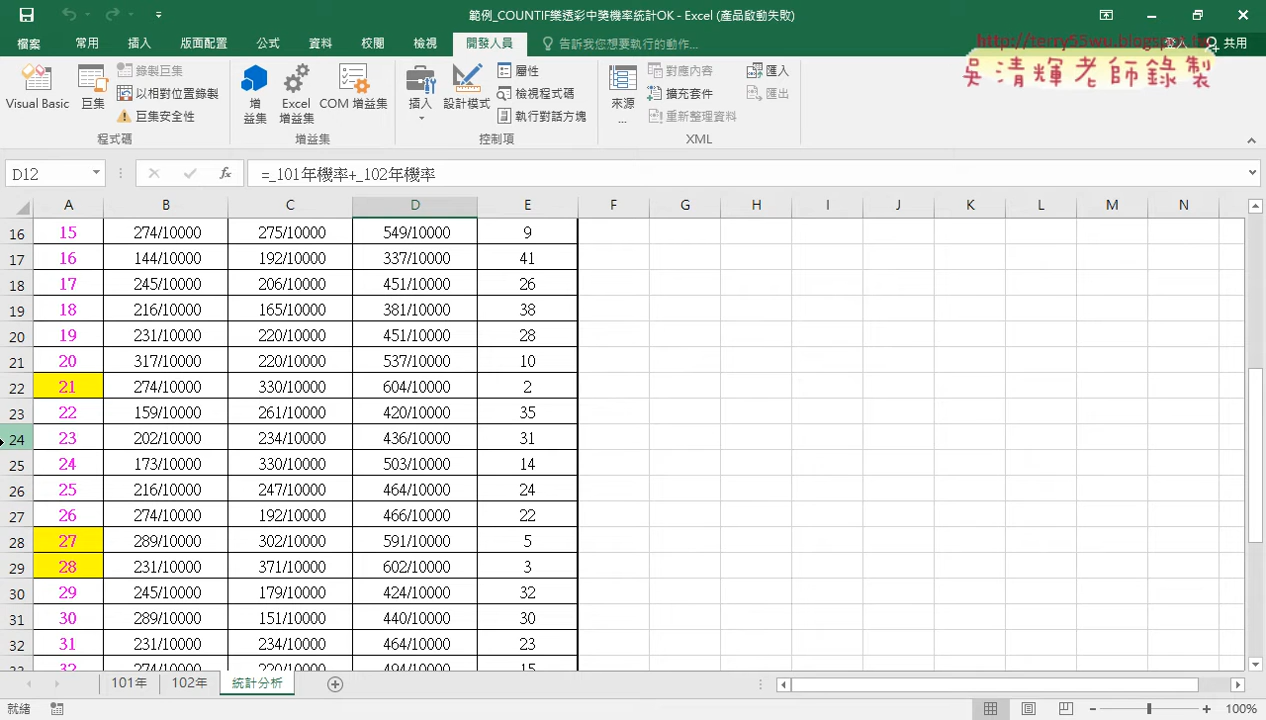 範例_COUNTIF樂透彩中獎機率統計OK - Excel (產品啟動失敗)
檔案 常用 插入 版面配置 公式 資料 校閱 檢視 開發人員 告訴我您想要執行的動作... 登入 共用
http://terry55wu.blogspot.tw
吳清輝老師錄製
Visual Basic 巨集 錄製巨集 以相對位置錄製 巨集安全性 增益集 Excel 增益集 COM 增益集 插入 設計模式 屬性 檢視程式碼 執行對話方塊 來源... 對應內容 擴充套件 重新整理資料 匯入 匯出
程式碼 增益集 控制項 XML
D12 fx =_101年機率+_102年機率
A B C D E F G H I J K L M N
16 15 274/10000 275/10000 549/10000 9
17 16 144/10000 192/10000 337/10000 41
18 17 245/10000 206/10000 451/10000 26
19 18 216/10000 165/10000 381/10000 38
20 19 231/10000 220/10000 451/10000 28
21 20 317/10000 220/10000 537/10000 10
22 21 274/10000 330/10000 604/10000 2
23 22 159/10000 261/10000 420/10000 35
24 23 202/10000 234/10000 436/10000 31
25 24 173/10000 330/10000 503/10000 14
26 25 216/10000 247/10000 464/10000 24
27 26 274/10000 192/10000 466/10000 22
28 27 289/10000 302/10000 591/10000 5
29 28 231/10000 371/10000 602/10000 3
30 29 245/10000 179/10000 424/10000 32
31 30 289/10000 151/10000 440/10000 30
32 31 231/10000 234/10000 464/10000 23
33 32 274/10000 220/10000 494/10000 15
101年 102年 統計分析
就緒 100%